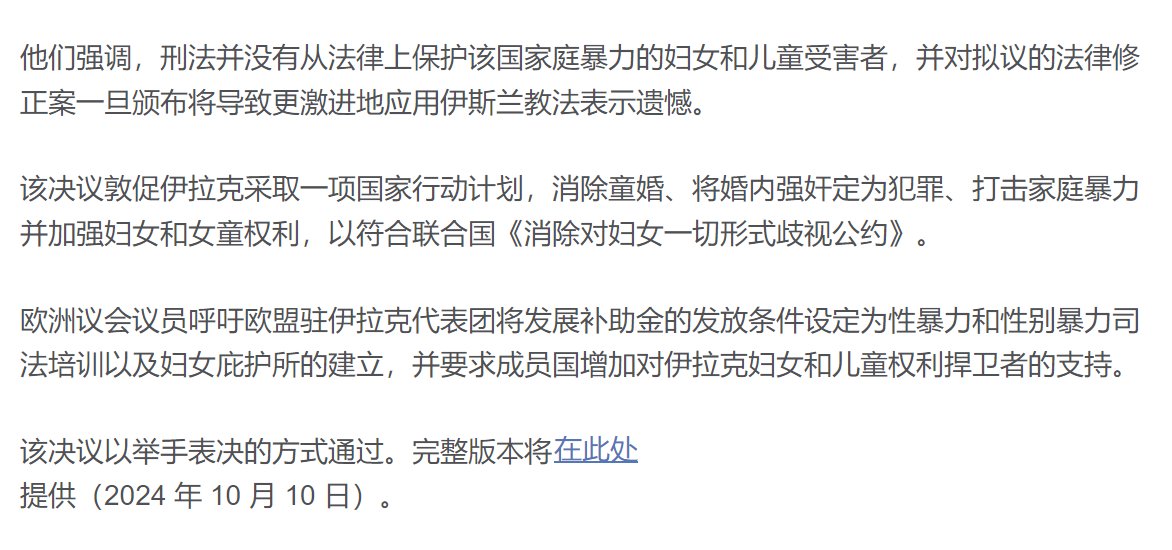 他们强调，刑法并没有从法律上保护该国家庭暴力的妇女和儿童受害者，并对拟议的法律修
正案一旦颁布将导致更激进地应用伊斯兰教法表示遗憾。
该决议敦促伊拉克采取一项国家行动计划，消除童婚、将婚内强奸定为犯罪、打击家庭暴力
并加强妇女和女童权利，以符合联合国《消除对妇女一切形式歧视公约》。
欧洲议会议员呼吁欧盟驻伊拉克代表团将发展补助金的发放条件设定为性暴力和性别暴力司
法培训以及妇女庇护所的建立，并要求成员国增加对伊拉克妇女和儿童权利捍卫者的支持。
该决议以举手表决的方式通过。完整版本将在此处
提供（2024 年 10 月 10 日）。